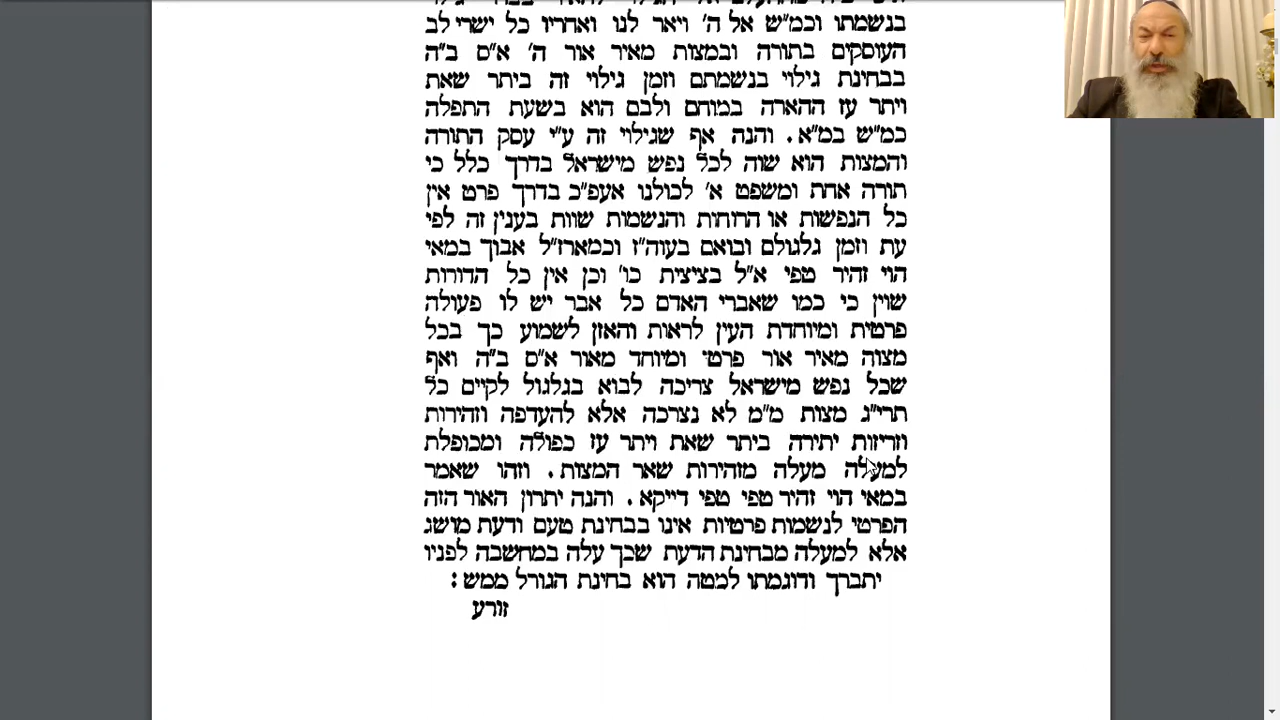 בנשמתו וכמ"ש אל ה' ויאר לנו ואחריו כל ישרי לב
העוסקים בתורה ובמצות מאיר אור ה' א"ס ב"ה
בבחינת גילוי בנשמתם וזמן גילוי זה ביתר שאת
ויתר עז ההארה במוחם ולבם הוא בשעת התפלה
כמ"ש במ"א. והנה אף שגילוי זה ע"י עסק התורה
והמצות הוא שוה לכל נפש מישראל בדרך כלל כי
תורה אחת ומשפט א' לכולנו אעפ"כ בדרך פרט אין
כל הנפשות או הרוחות והנשמות שוות בענין זה לפי
עת וזמן גלגולם ובואם בעוה"ז וכמארז"ל אבוך במאי
הוי זהיר טפי א"ל בציצית כו' וכן אין כל הדורות
שוין כי כמו שאברי האדם כל אבר יש לו פעולה
פרטית ומיוחדת העין לראות והאזן לשמוע כך בכל
מצוה מאיר אור פרטי ומיוחד מאור א"ס ב"ה ואף
שכל נפש מישראל צריכה לבוא בגלגול לקיים כל
תרי"ג מצות מ"מ לא נצרכה אלא להעדפה וזהירות
וזריזות יתירה ביתר שאת ויתר עז כפולה ומכופלת
למעלה מעלה מזהירות שאר המצות. וזהו שאמר
במאי הוי זהיר טפי טפי דייקא. והנה יתרון האור הזה
הפרטי לנשמות פרטיות אינו בבחינת טעם ודעת מושג
אלא למעלה מבחינת הדעת שכך עלה במחשבה לפניו
יתברך ודוגמתו למטה הוא בחינת הגורל ממש:
זורע